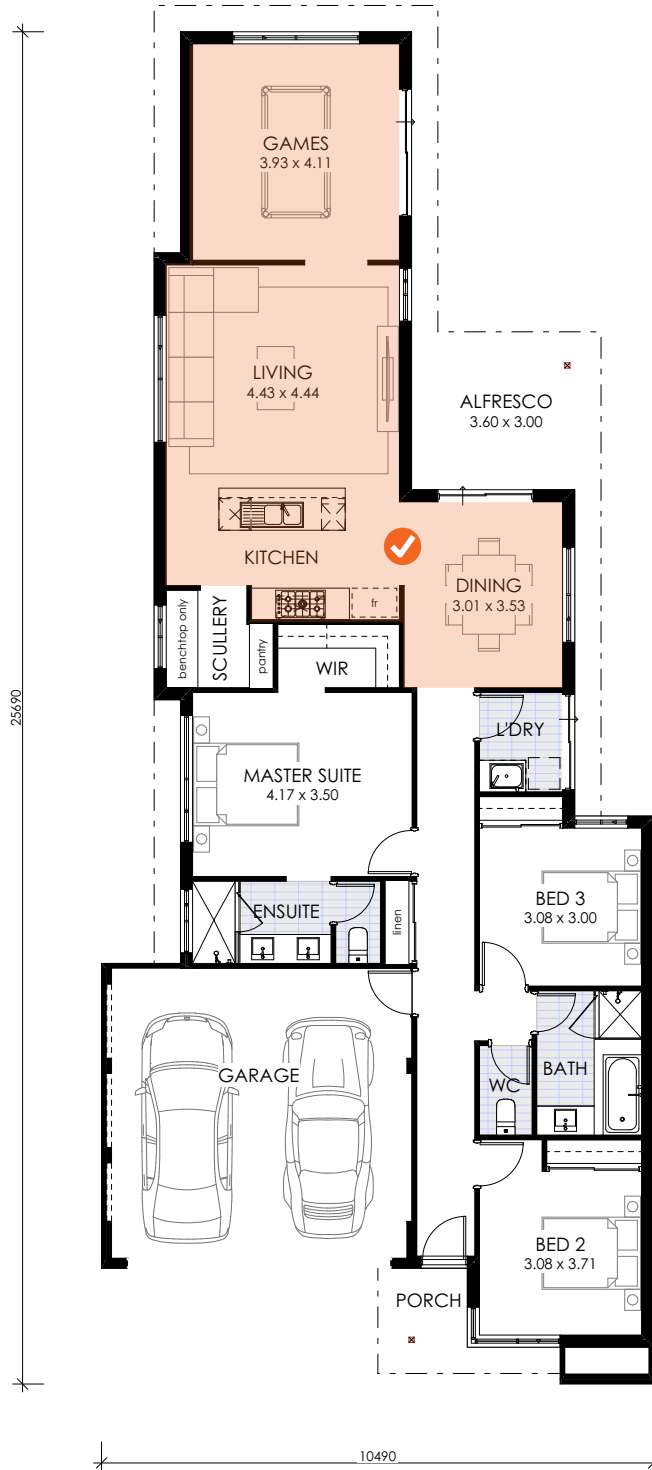 GAMES
3.93 x 4.11
LIVING
4.43 x 4.44
ALFRESCO
3.60 x 3.00
KITCHEN
DINING
3.01 x 3.53
fr
benchtop only
SCULLERY
pantry
WIR
25690
L'DRY
MASTER SUITE
4.17 x 3.50
BED 3
3.08 x 3.00
ENSUITE
linen
GARAGE
BATH
WC
BED 2
3.08 x 3.71
PORCH
10490